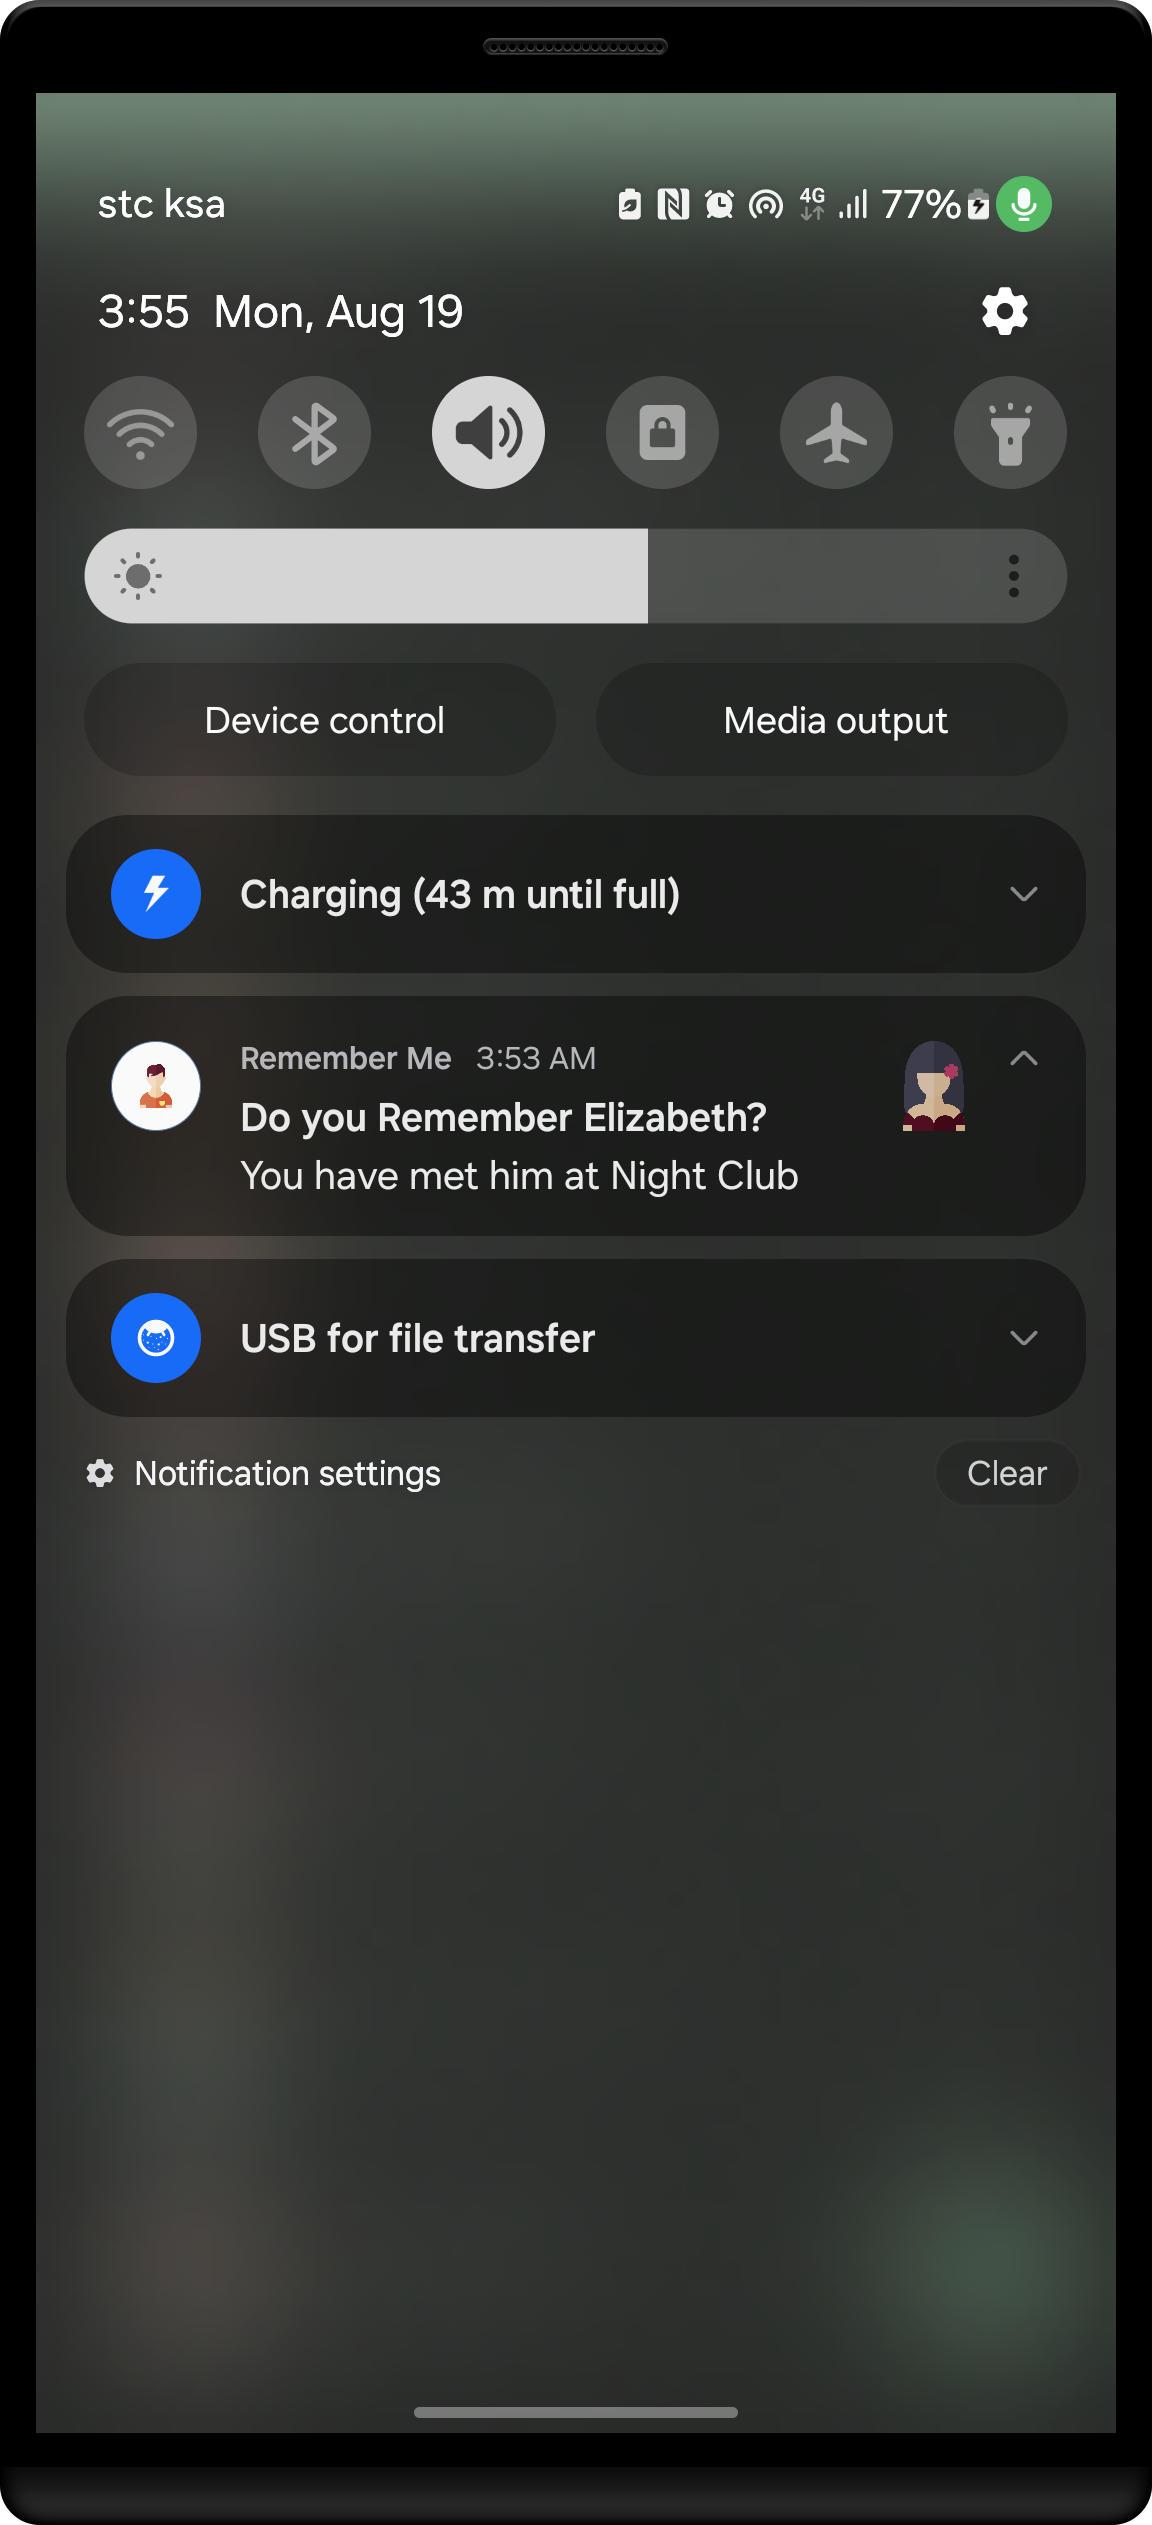 stc ksa 4G 77%
3:55 Mon, Aug 19
Device control
Media output
Charging (43 m until full)
Remember Me 3:53 AM
Do you Remember Elizabeth?
You have met him at Night Club
USB for file transfer
Notification settings
Clear